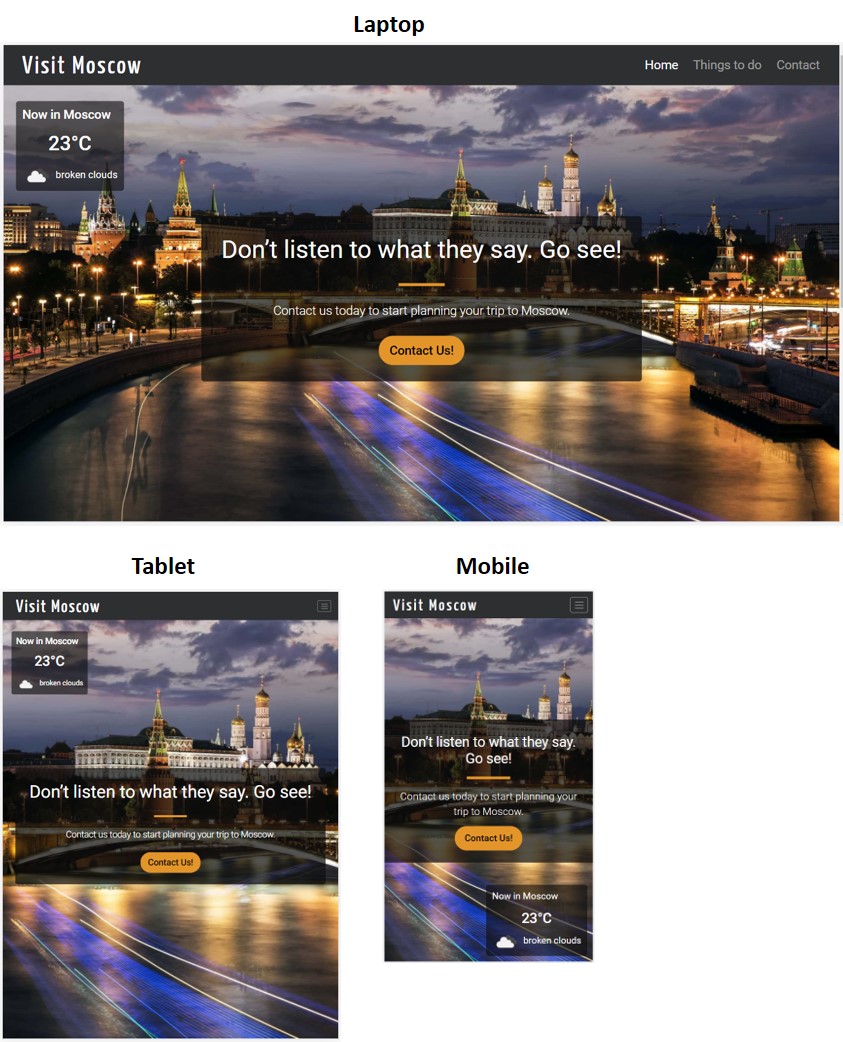 Laptop
Visit Moscow
Home Things to do Contact
Now in Moscow
23°C
broken clouds
Don’t listen to what they say. Go see!
Contact us today to start planning your trip to Moscow.
Contact Us!
Tablet
Visit Moscow
Now in Moscow
23°C
broken clouds
Don’t listen to what they say. Go see!
Contact us today to start planning your trip to Moscow.
Contact Us!
Mobile
Visit Moscow
Don’t listen to what they say.
Go see!
Contact us today to start planning your
trip to Moscow.
Contact Us!
Now in Moscow
23°C
broken clouds